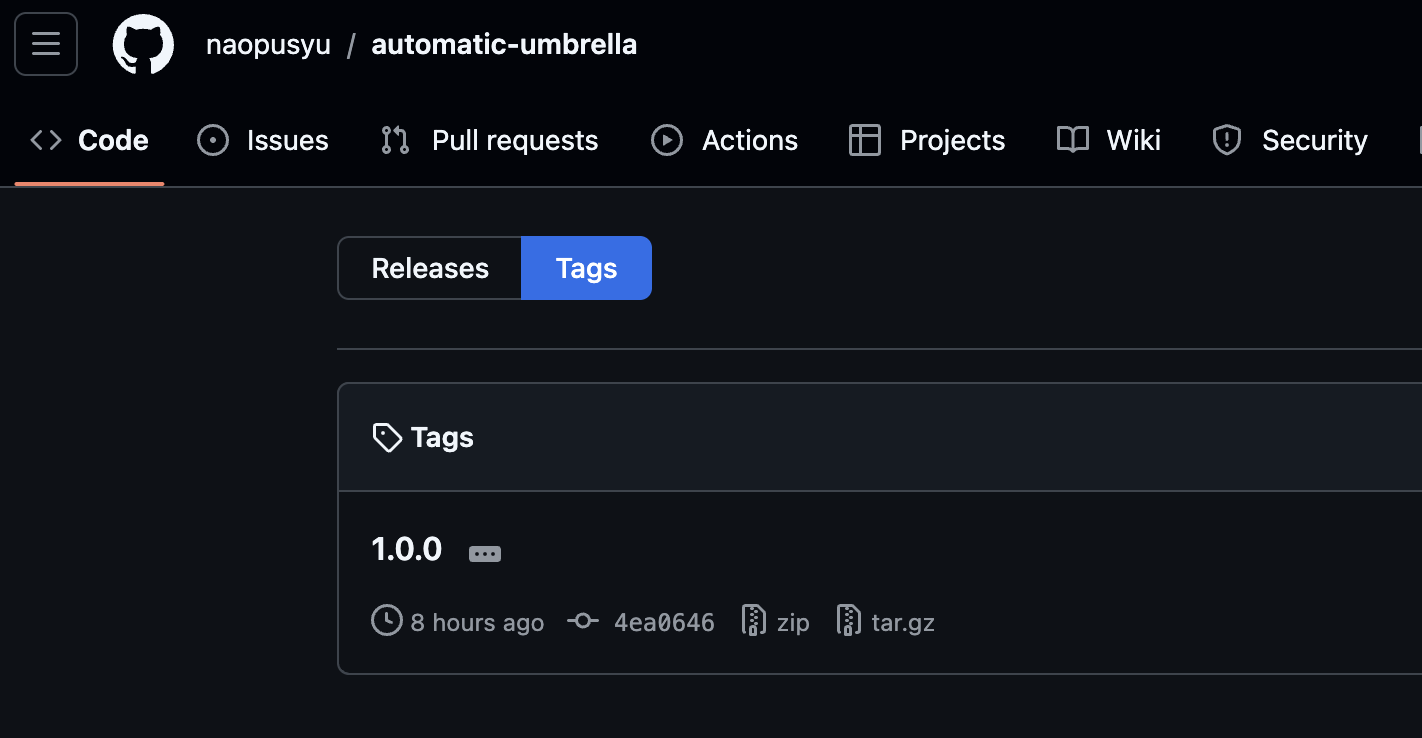 naopusyu / automatic-umbrella
Code Issues Pull requests Actions Projects Wiki Security
Releases Tags
Tags
1.0.0
8 hours ago 4ea0646 zip tar.gz